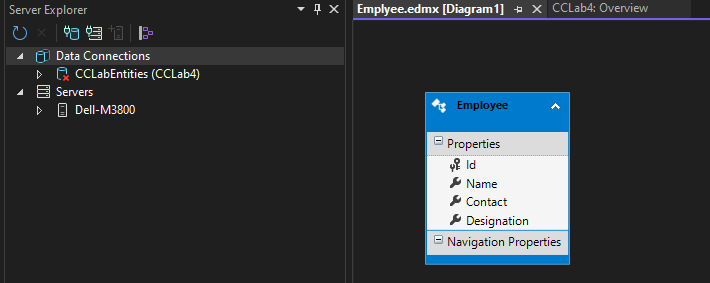 Server Explorer
Data Connections
CCLabEntities (CCLab4)
Servers
Dell-M3800
Emplyee.edmx [Diagram1]
CCLab4: Overview
Employee
Properties
Id
Name
Contact
Designation
Navigation Properties